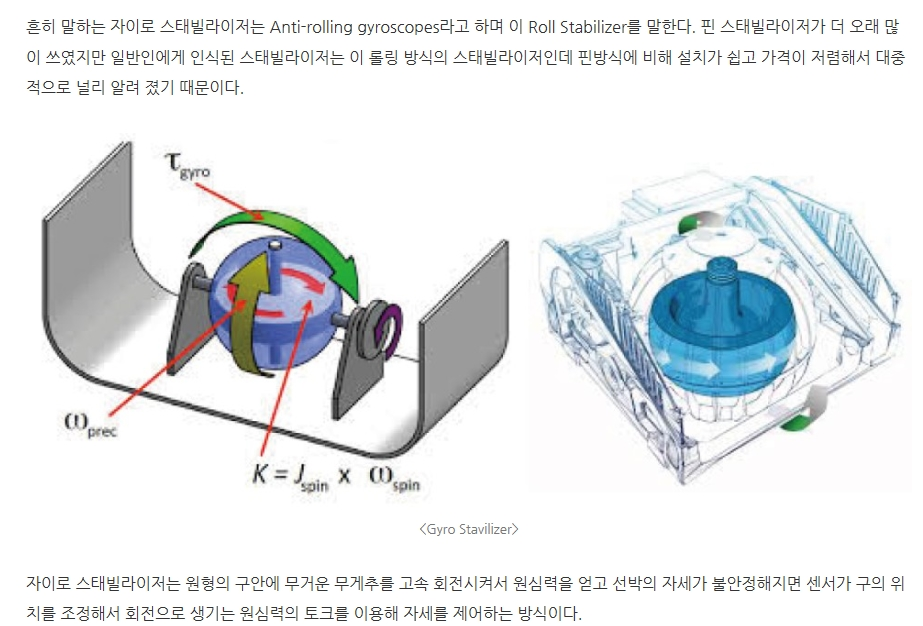 흔히 말하는 자이로 스태빌라이저는 Anti-rolling gyroscopes라고 하며 이 Roll Stabilizer를 말한다. 핀 스태빌라이저가 더 오래 많
이 쓰였지만 일반인에게 인식된 스태빌라이저는 이 롤링 방식의 스태빌라이저인데 핀방식에 비해 설치가 쉽고 가격이 저렴해서 대중
적으로 널리 알려 졌기 때문이다.
τgyro
ωprec
K = Jspin x ωspin
<Gyro Stavilizer>
자이로 스태빌라이저는 원형의 구안에 무거운 무게추를 고속 회전시켜서 원심력을 얻고 선박의 자세가 불안정해지면 센서가 구의 위
치를 조정해서 회전으로 생기는 원심력의 토크를 이용해 자세를 제어하는 방식이다.